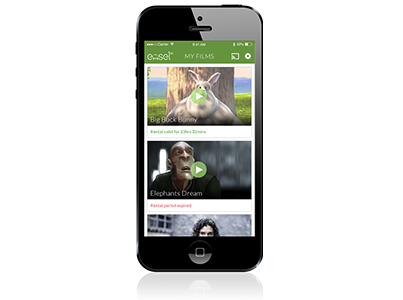 Carrier
9:41 AM
easel
MY FILMS
Big Buck Bunny
Rental valid for 23hrs 32mins
Elephants Dream
Rental period expired